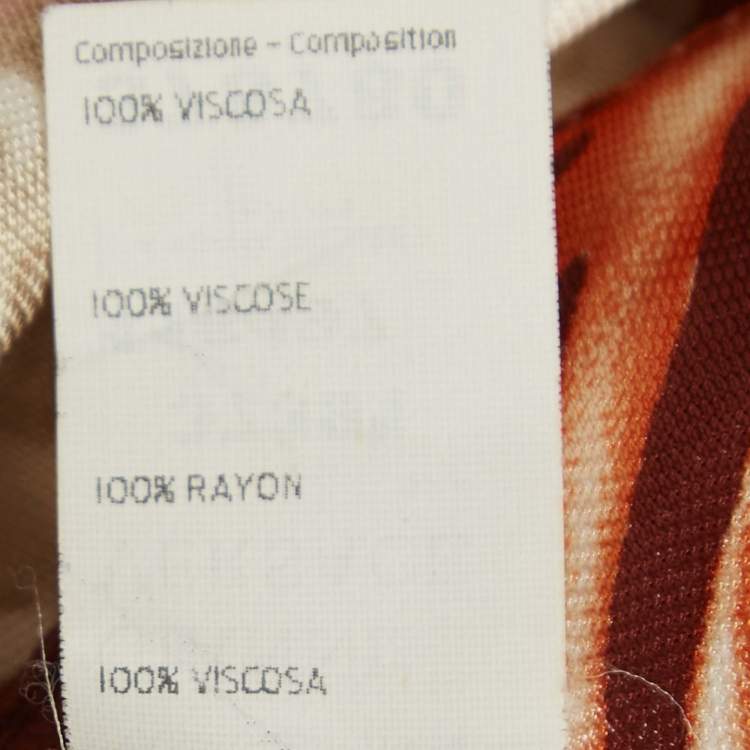 Composizione - Composition
100% VISCOSA
100% VISCOSE
100% RAYON
100% VISCOSA